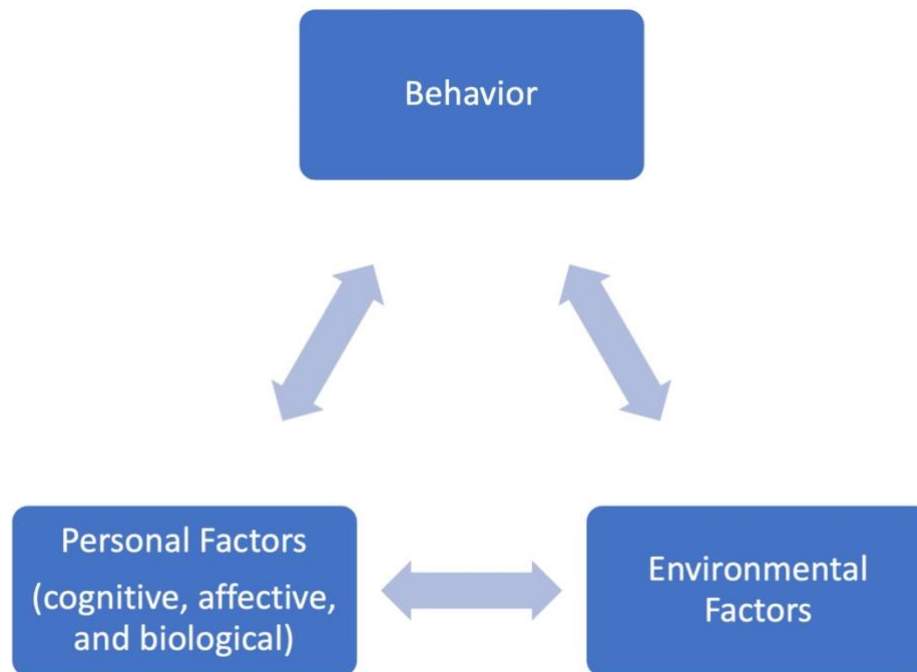 Behavior
Personal Factors
(cognitive, affective,
and biological)
Environmental
Factors